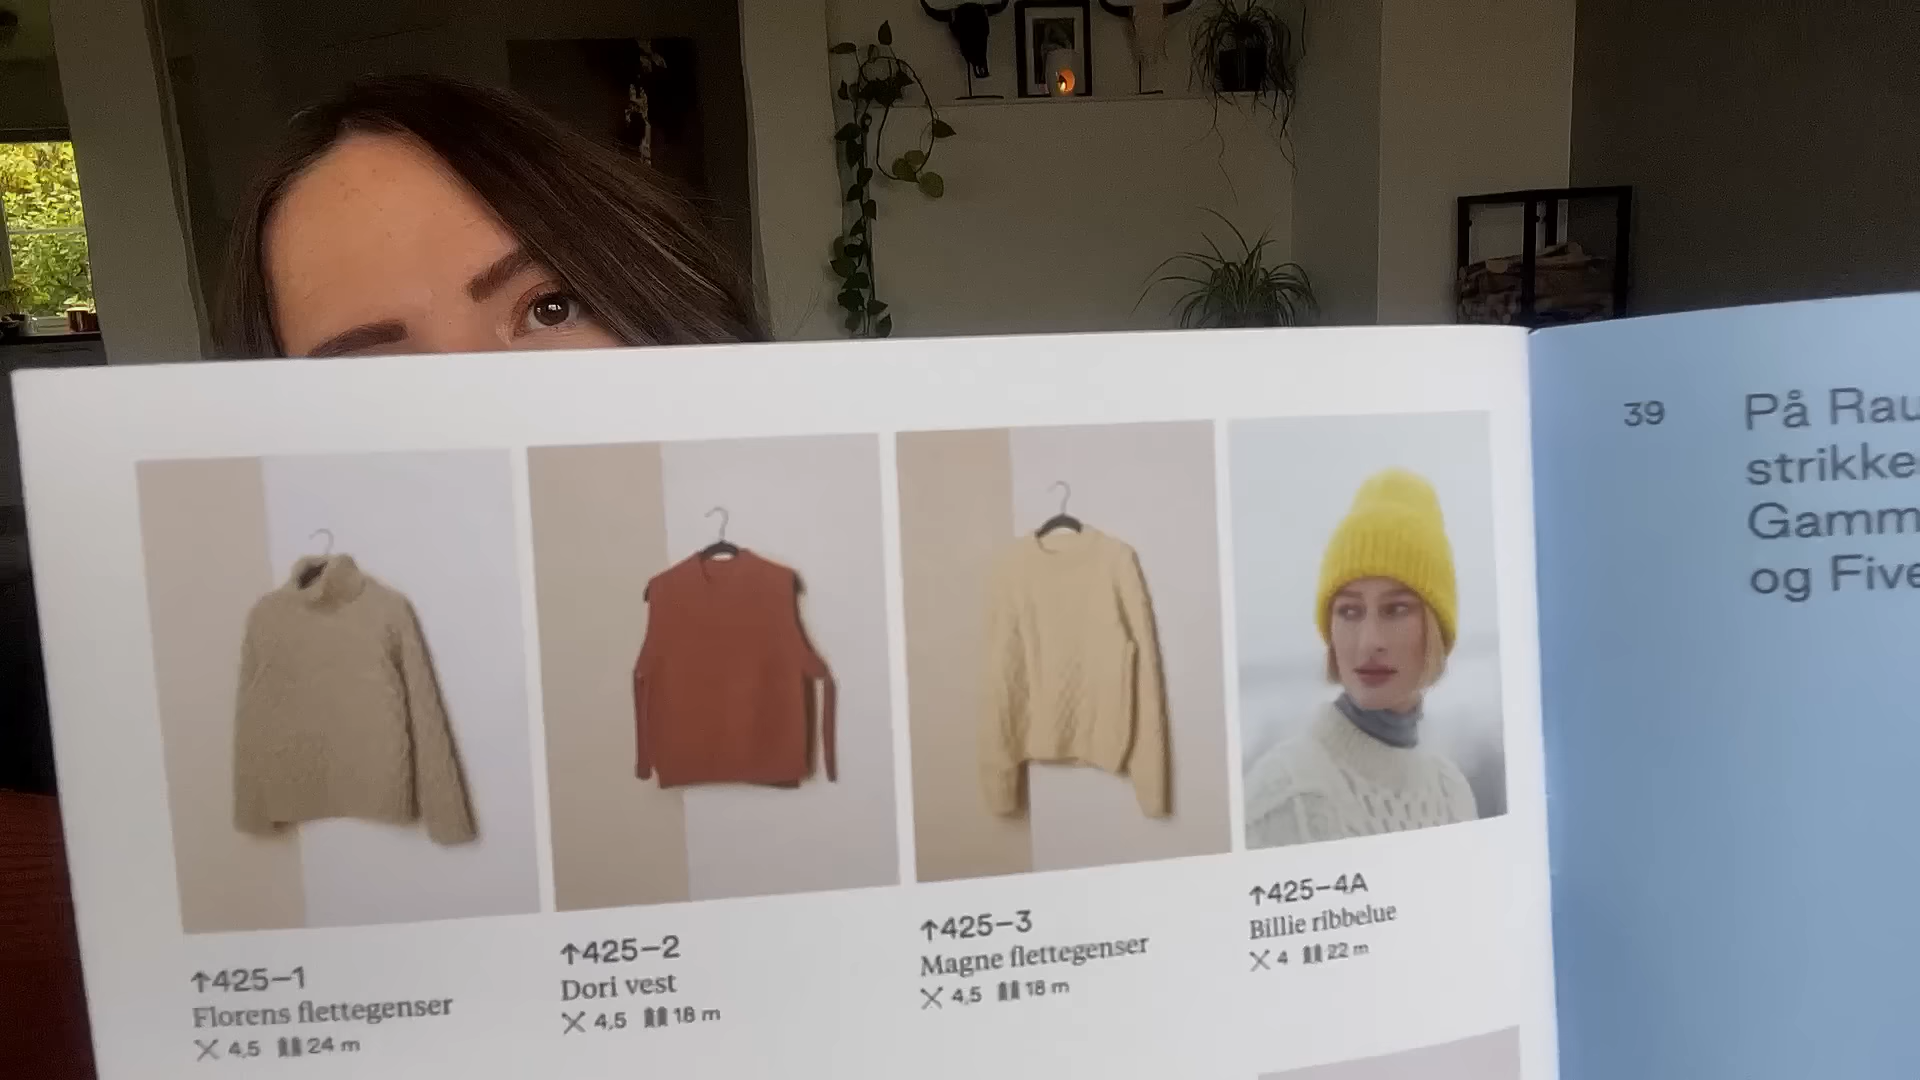 ↑425–1
Florens flettegenser
4,5 24 m
↑425–2
Dori vest
4,5 18 m
↑425–3
Magne flettegenser
4,5 18 m
↑425–4A
Billie ribbelue
4 22 m
39
På Rau
strikke
Gamm
og Five